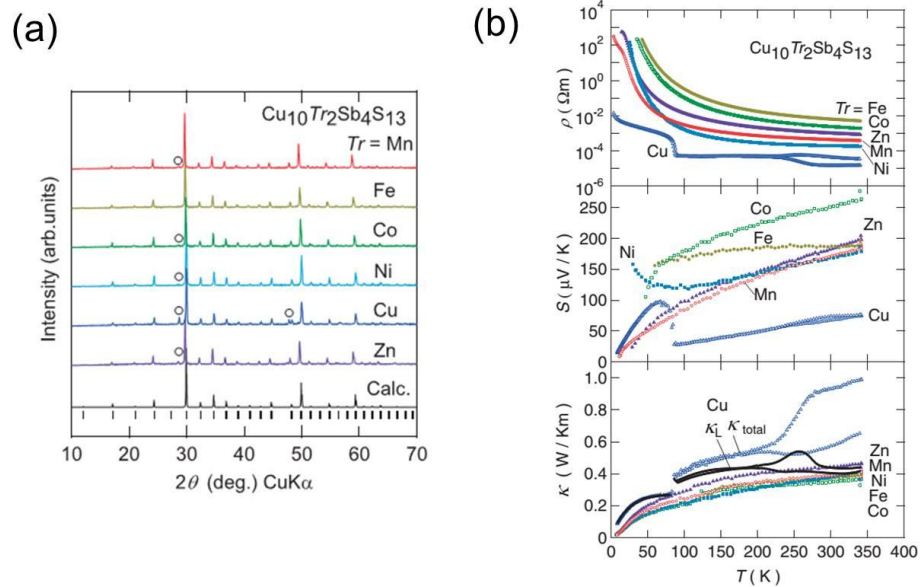 (a)
Cu10Tr2Sb4S13
Tr = Mn
Fe
Co
Ni
Cu
Zn
Calc.
Intensity (arb.units)
10 20 30 40 50 60 70
2θ (deg.) CuKα
(b)
10^4
10^2
10^0
10^-2
10^-4
10^-6
ρ (Ωm)
Cu10Tr2Sb4S13
Tr = Fe
Co
Zn
Mn
Ni
Cu
250
200
150
100
50
0
S (μV / K)
Co
Fe
Zn
Ni
Mn
Cu
1.0
0.8
0.6
0.4
0.2
0
κ (W / Km)
Cu
κL κtotal
Zn
Mn
Ni
Fe
Co
0 50 100 150 200 250 300 350 400
T (K)